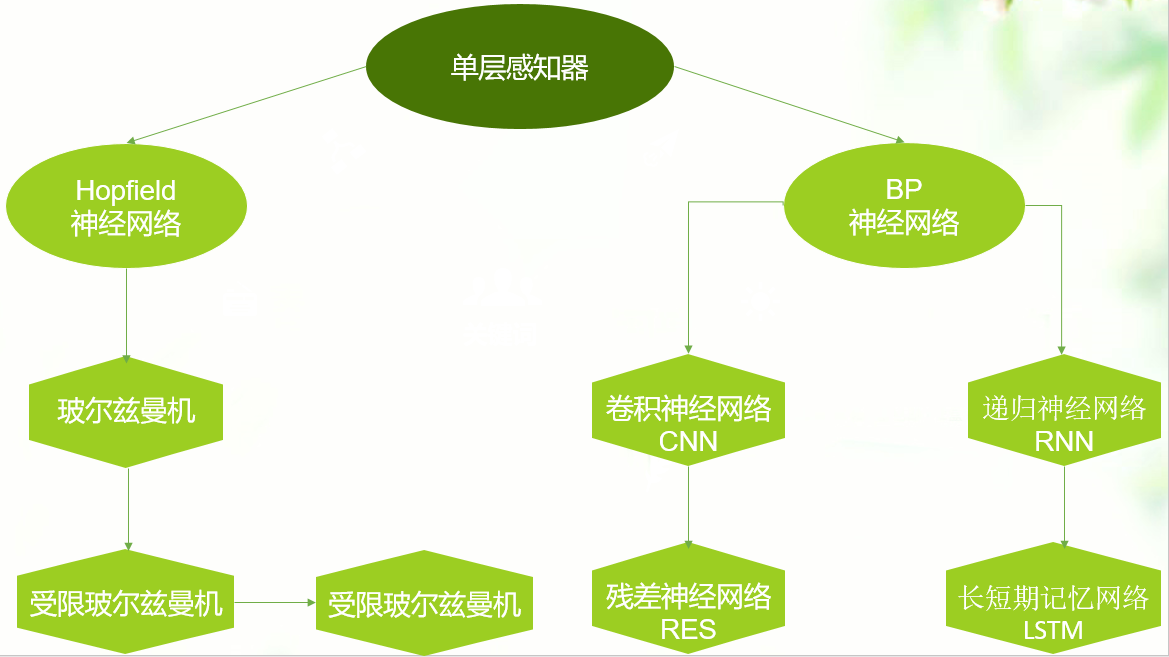 单层感知器
Hopfield
神经网络
BP
神经网络
玻尔兹曼机
卷积神经网络
CNN
递归神经网络
RNN
受限玻尔兹曼机
受限玻尔兹曼机
残差神经网络
RES
长短期记忆网络
LSTM